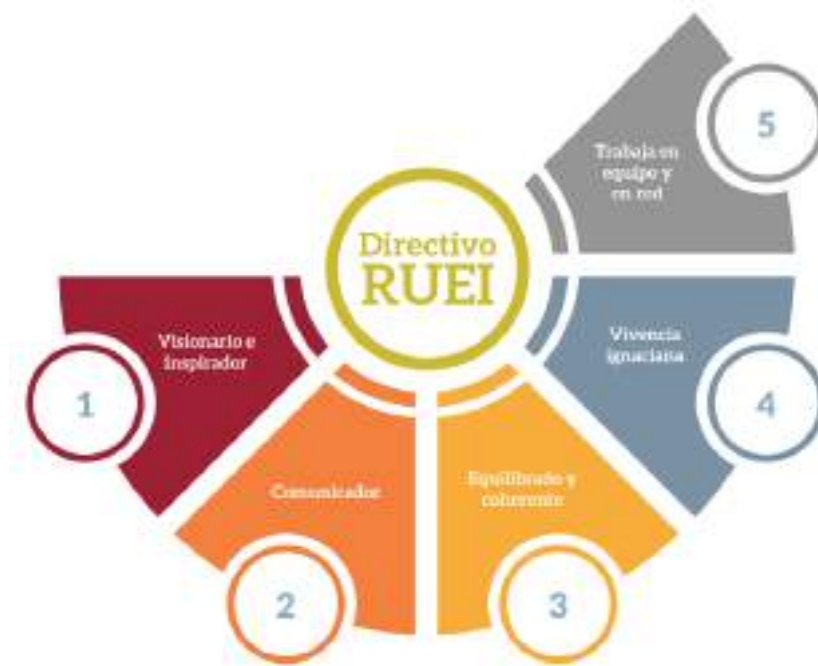 Directivo
RUEI
1
Visionario e
inspirador
2
Comunicador
3
Equilibrado y
coherente
4
Vivencia
ignaciana
5
Trabaja en
equipo y
en red